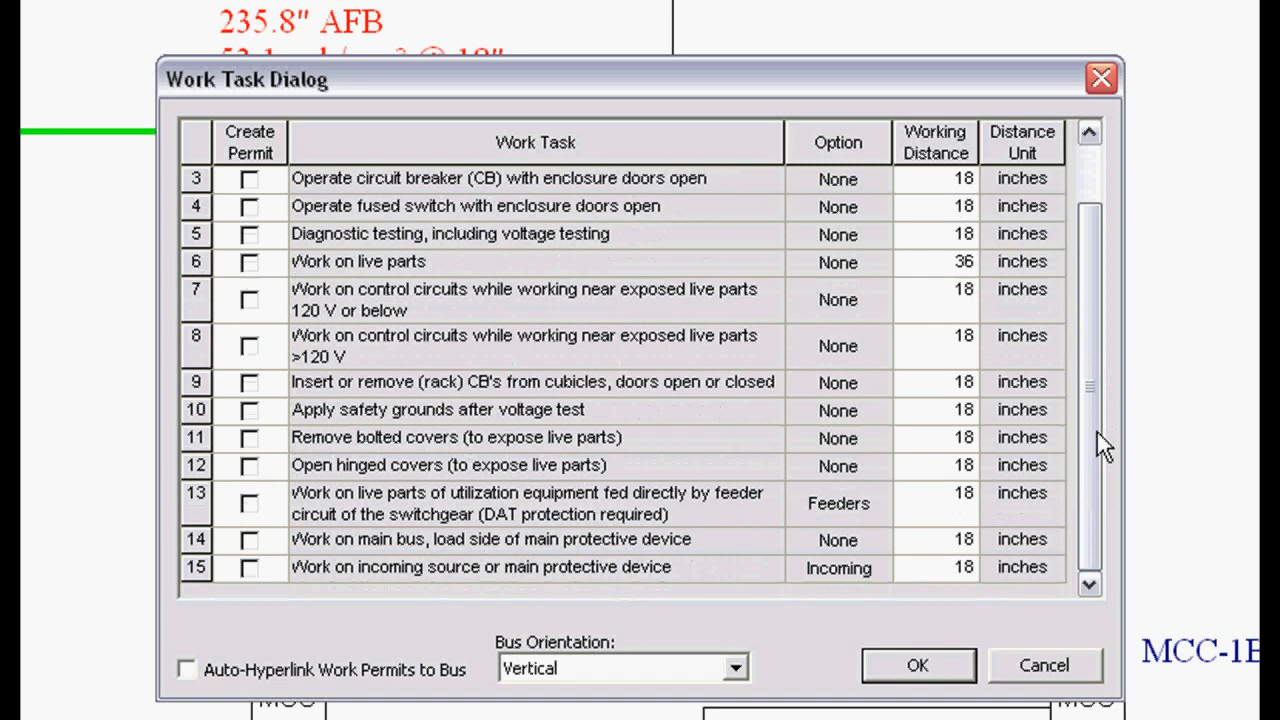 235.8" AFB
Work Task Dialog
Create Permit Work Task Option Working Distance Distance Unit
3 Operate circuit breaker (CB) with enclosure doors open None 18 inches
4 Operate fused switch with enclosure doors open None 18 inches
5 Diagnostic testing, including voltage testing None 18 inches
6 Work on live parts None 36 inches
7 Work on control circuits while working near exposed live parts None 18 inches
120 V or below
8 Work on control circuits while working near exposed live parts None 18 inches
>120 V
9 Insert or remove (rack) CB's from cubicles, doors open or closed None 18 inches
10 Apply safety grounds after voltage test None 18 inches
11 Remove bolted covers (to expose live parts) None 18 inches
12 Open hinged covers (to expose live parts) None 18 inches
13 Work on live parts of utilization equipment fed directly by feeder Feeders 18 inches
circuit of the switchgear (DAT protection required)
14 Work on main bus, load side of main protective device None 18 inches
15 Work on incoming source or main protective device Incoming 18 inches
Bus Orientation:
Auto-Hyperlink Work Permits to Bus Vertical OK Cancel
MCC-1E
MCC MCC